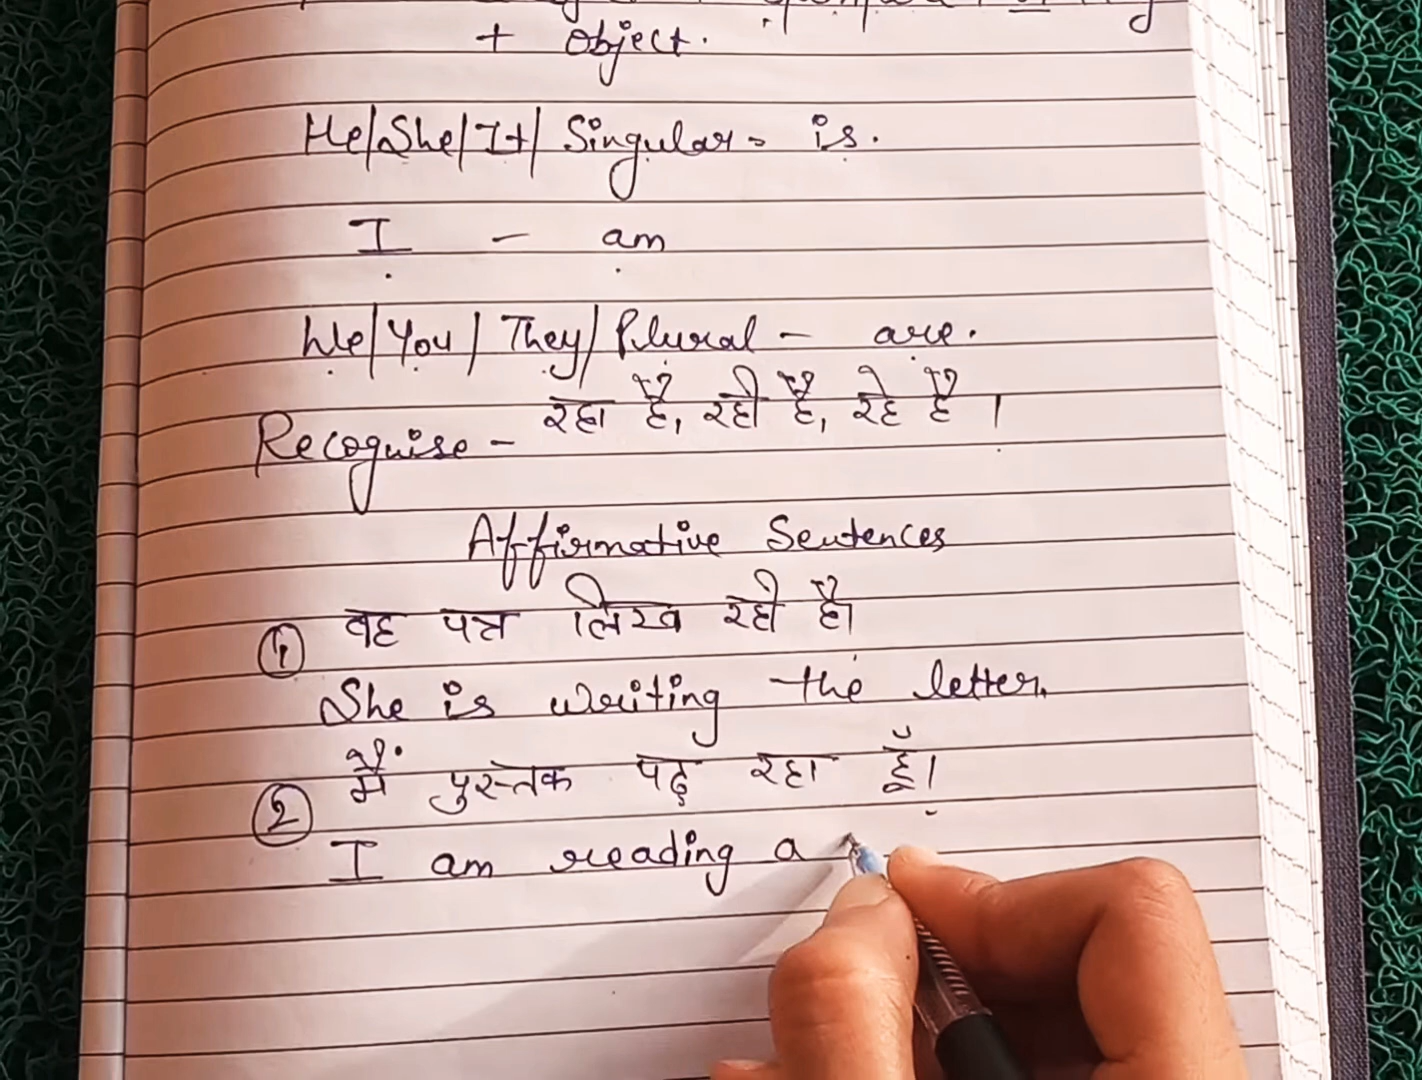 + object.
He/She/It/ Singular - is.
I - am
We/You/They/Plural - are.
Recognise - रहा है, रही है, रहे हैं ।
Affirmative Sentences
① वह पत्र लिख रही है।
She is writing the letter.
② मैं पुस्तक पढ़ रहा हूँ।
I am reading a